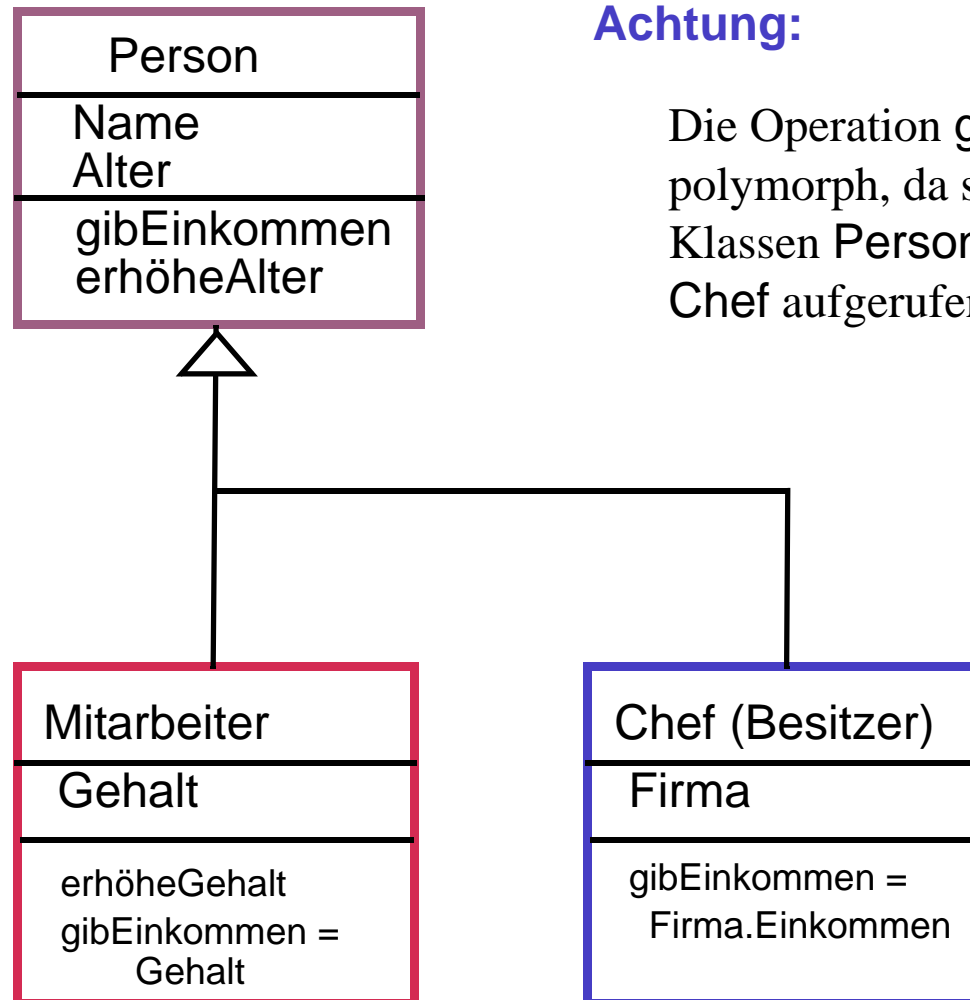 Person
Name
Alter
gibEinkommen
erhöheAlter
Achtung:
Die Operation
polymorph, da
Klassen
Chef
Mitarbeiter
Gehalt
erhöheGehalt
gibEinkommen =
Gehalt
Chef (Besitzer)
Firma
gibEinkommen =
Firma.Einkommen